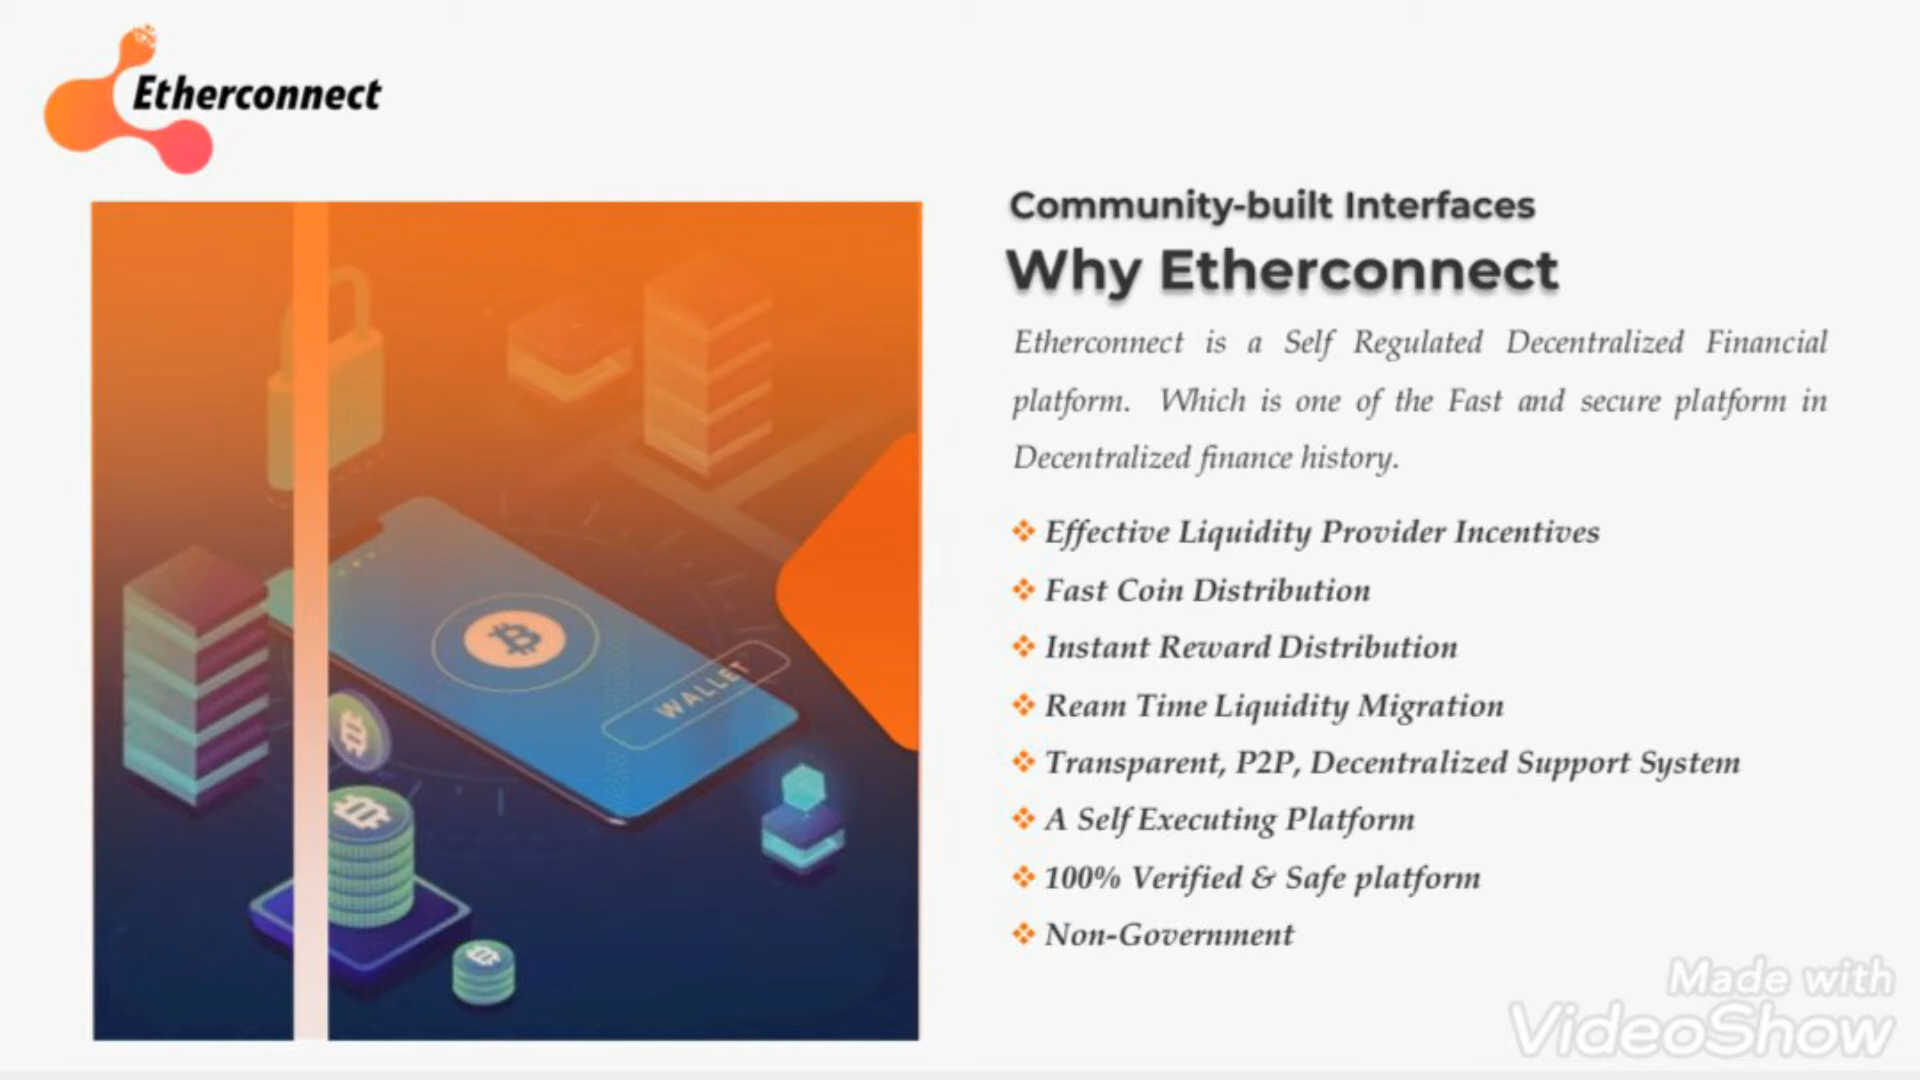 Etherconnect
Community-built Interfaces
Why Etherconnect
Etherconnect is a Self Regulated Decentralized Financial
platform. Which is one of the Fast and secure platform in
Decentralized finance history.
Effective Liquidity Provider Incentives
Fast Coin Distribution
Instant Reward Distribution
Ream Time Liquidity Migration
Transparent, P2P, Decentralized Support System
A Self Executing Platform
100% Verified & Safe platform
Non-Government
WALLET
Made with
VideoShow